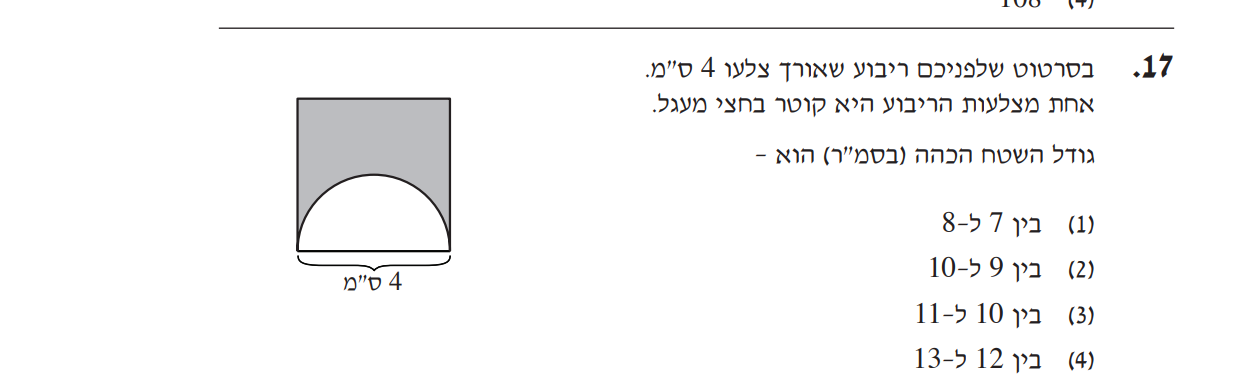 (4) 108
17. בסרטוט שלפניכם ריבוע שאורך צלעו 4 ס"מ.
אחת מצלעות הריבוע היא קוטר בחצי מעגל.
גודל השטח הכהה (בסמ"ר) הוא –
(1) בין 7 ל-8
(2) בין 9 ל-10
(3) בין 10 ל-11
(4) בין 12 ל-13
4 ס"מ